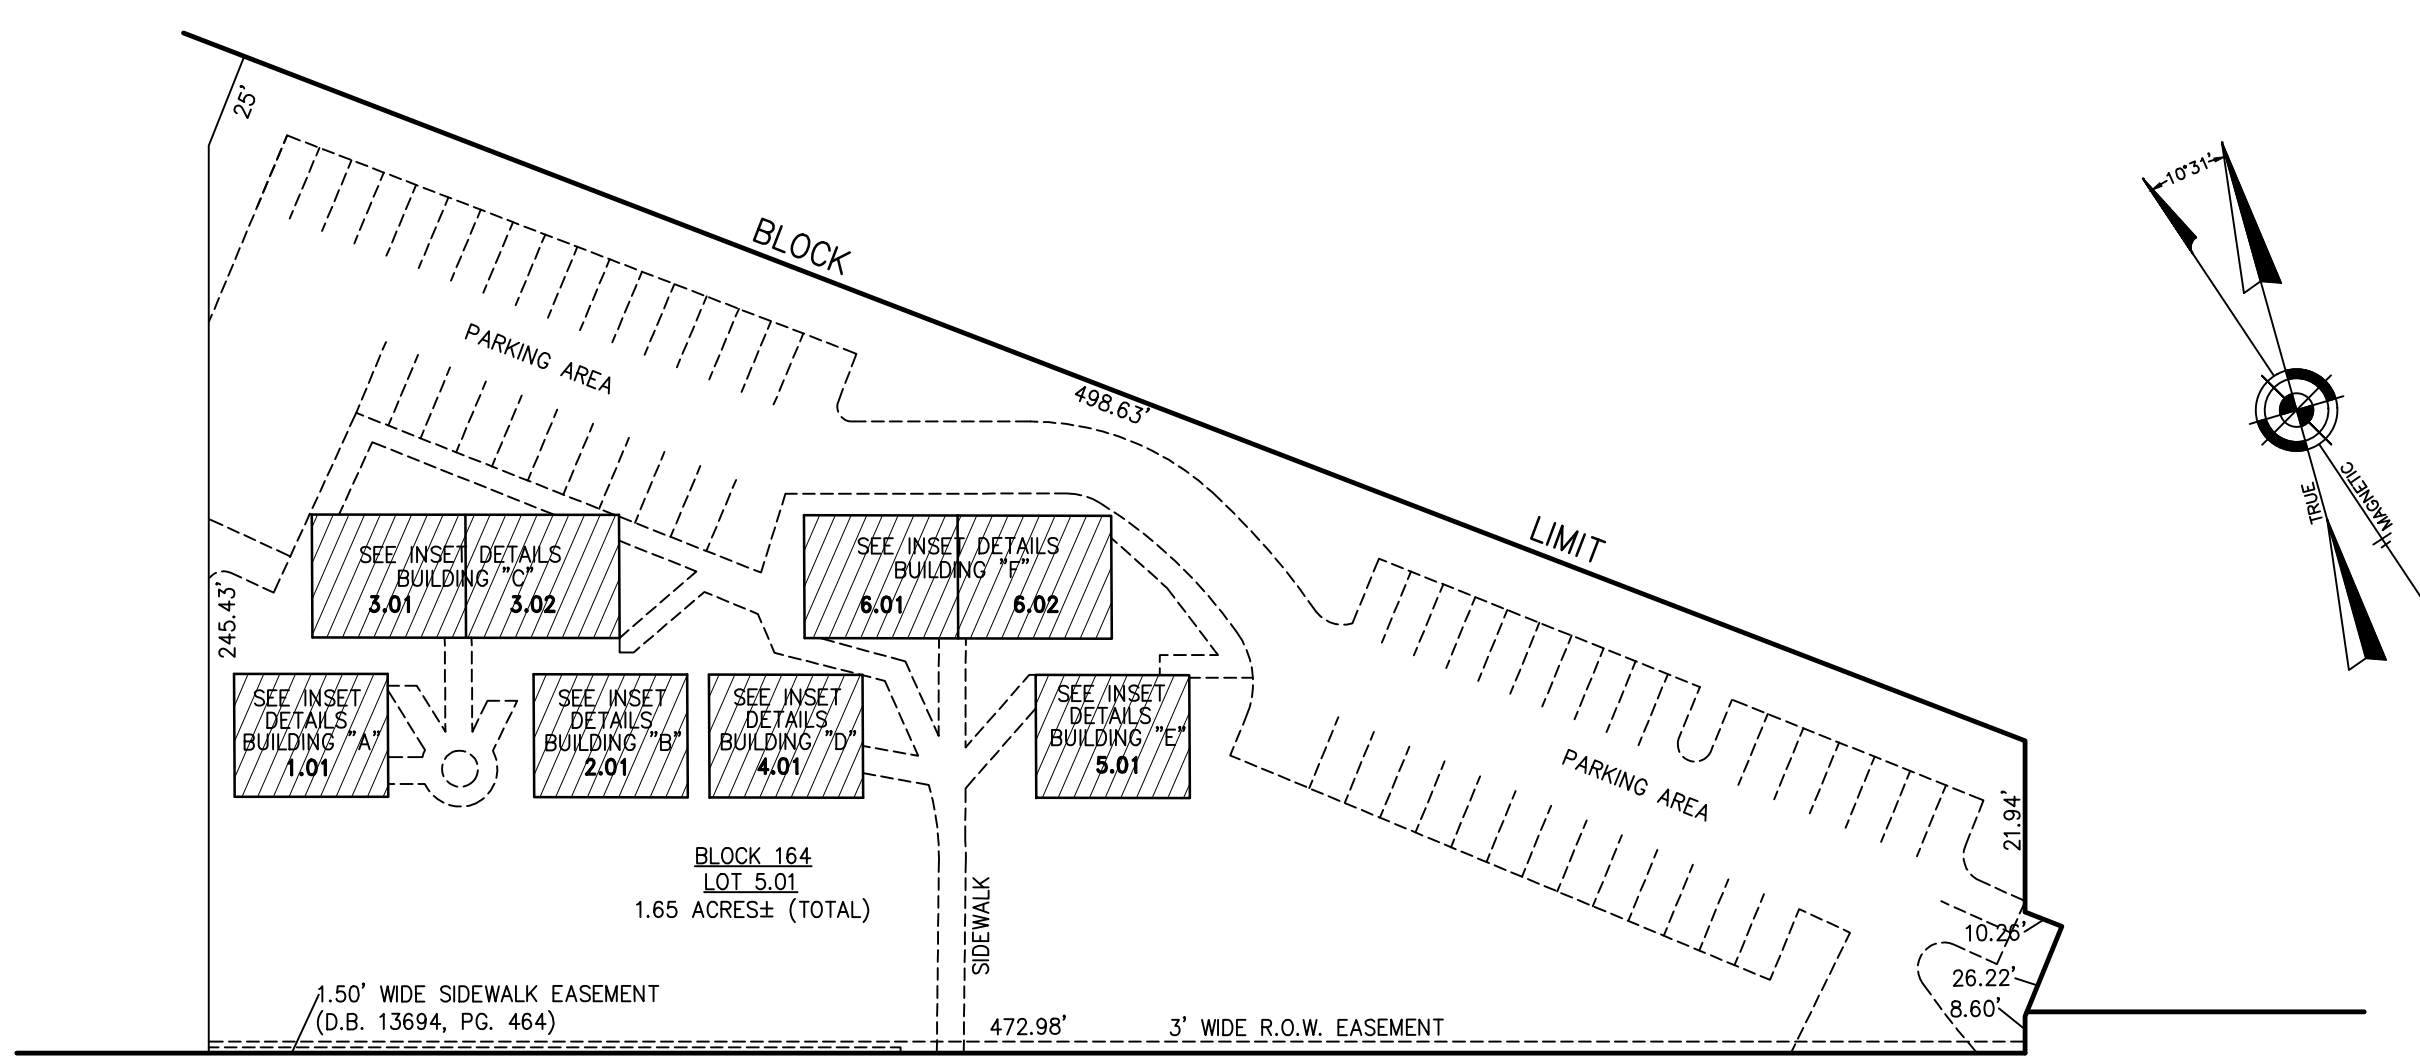 25'
10°31'
BLOCK
PARKING AREA
498.63'
LIMIT
TRUE
MAGNETIC
SEE INSET DETAILS
BUILDING "C"
3.01
3.02
SEE INSET DETAILS
BUILDING "F"
6.01
6.02
245.43'
SEE INSET
DETAILS
BUILDING "A"
1.01
SEE INSET
DETAILS
BUILDING "B"
2.01
SEE INSET
DETAILS
BUILDING "D"
4.01
SEE INSET
DETAILS
BUILDING "E"
5.01
PARKING AREA
21.94'
BLOCK 164
LOT 5.01
1.65 ACRES± (TOTAL)
SIDEWALK
10.26'
26.22'
8.60'
1.50' WIDE SIDEWALK EASEMENT
(D.B. 13694, PG. 464)
472.98'
3' WIDE R.O.W. EASEMENT